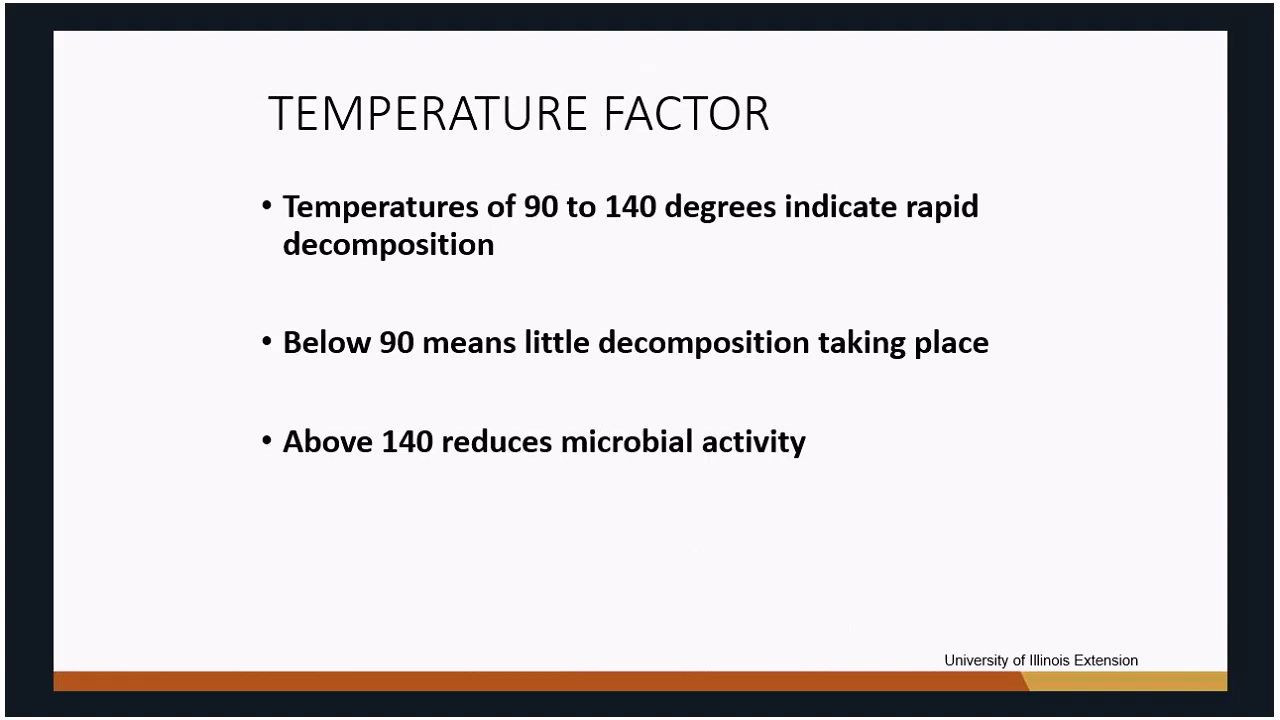 TEMPERATURE FACTOR
• Temperatures of 90 to 140 degrees indicate rapid
decomposition
• Below 90 means little decomposition taking place
• Above 140 reduces microbial activity
University of Illinois Extension